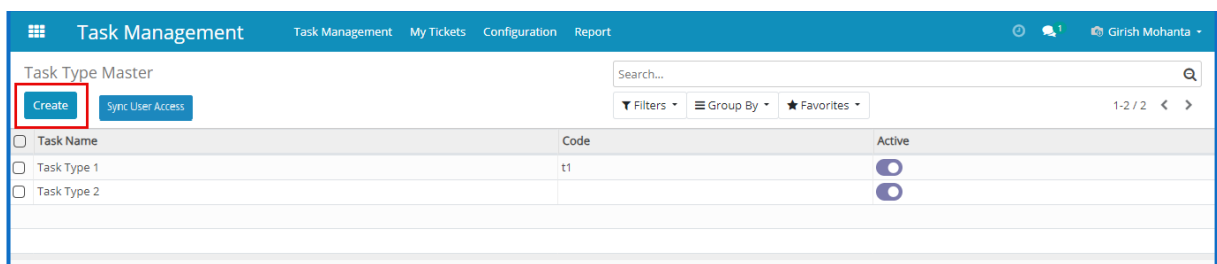 Task Management Task Management My Tickets Configuration Report 1 Girish Mohanta
Task Type Master Search...
Create Sync User Access Filters Group By Favorites 1-2 / 2
Task Name Code Active
Task Type 1 t1
Task Type 2